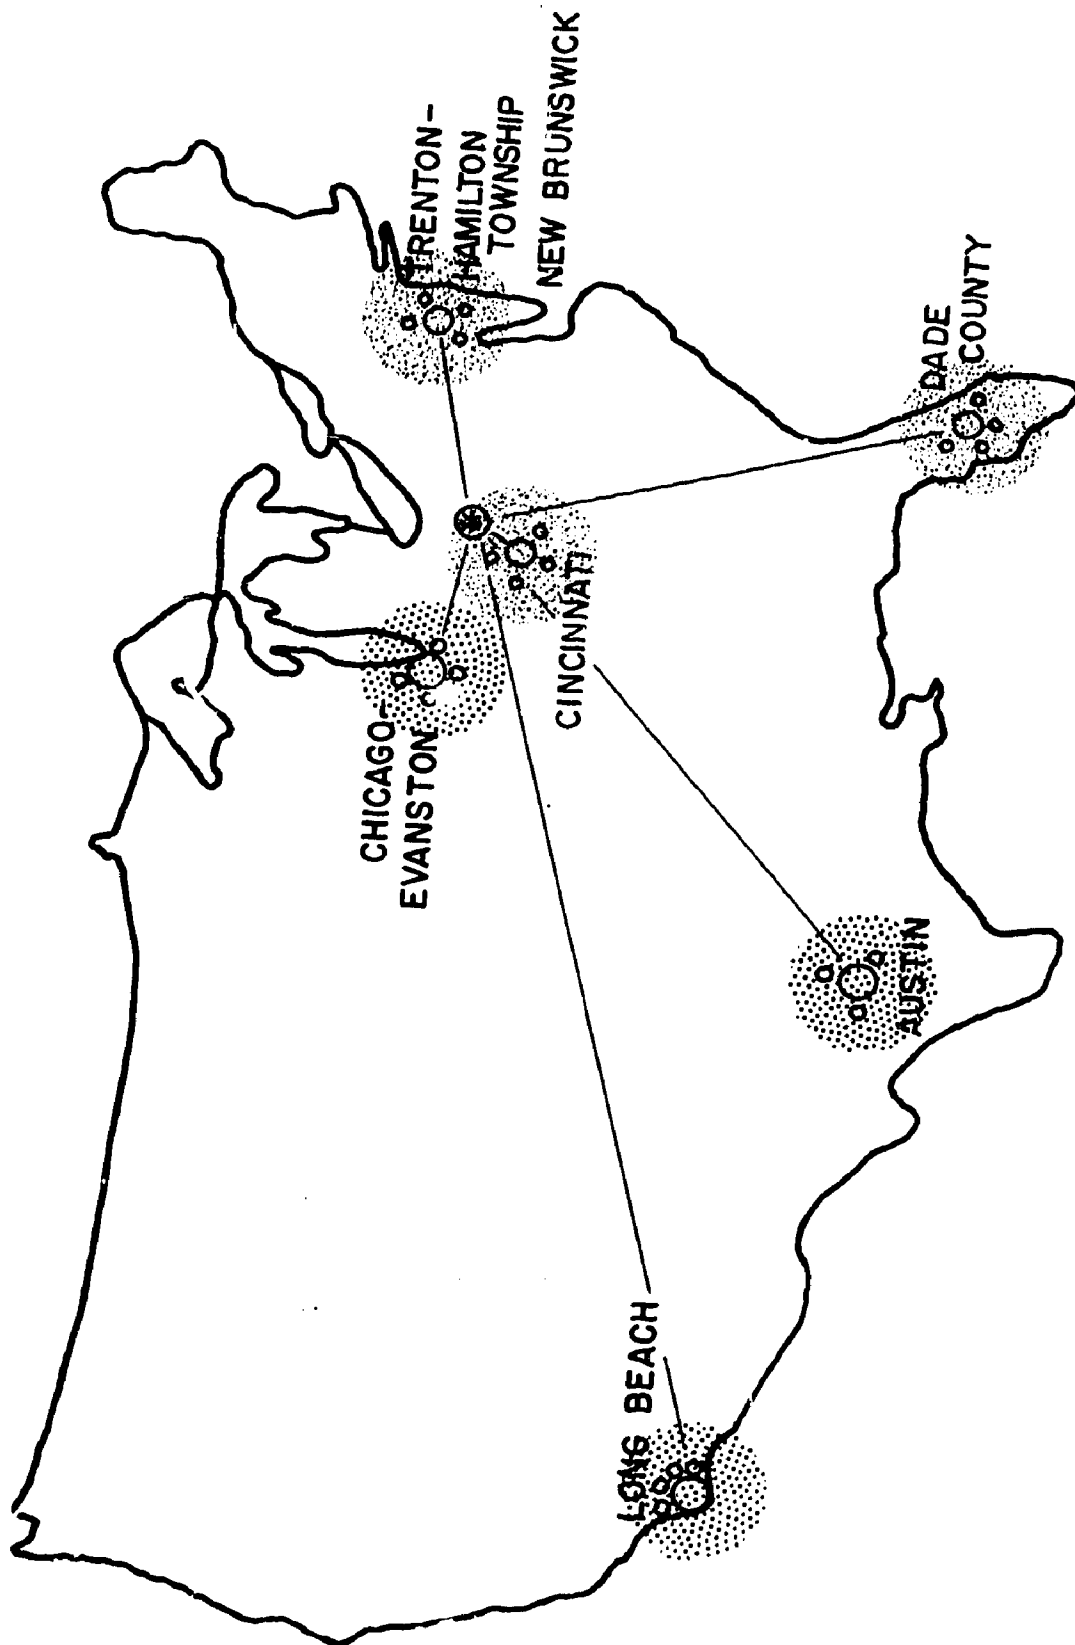 TRENTON-
HAMILTON
TOWNSHIP
NEW BRUNSWICK
CHICAGO-
EVANSTON
CINCINNATI
DADE
COUNTY
LONG BEACH
AUSTIN